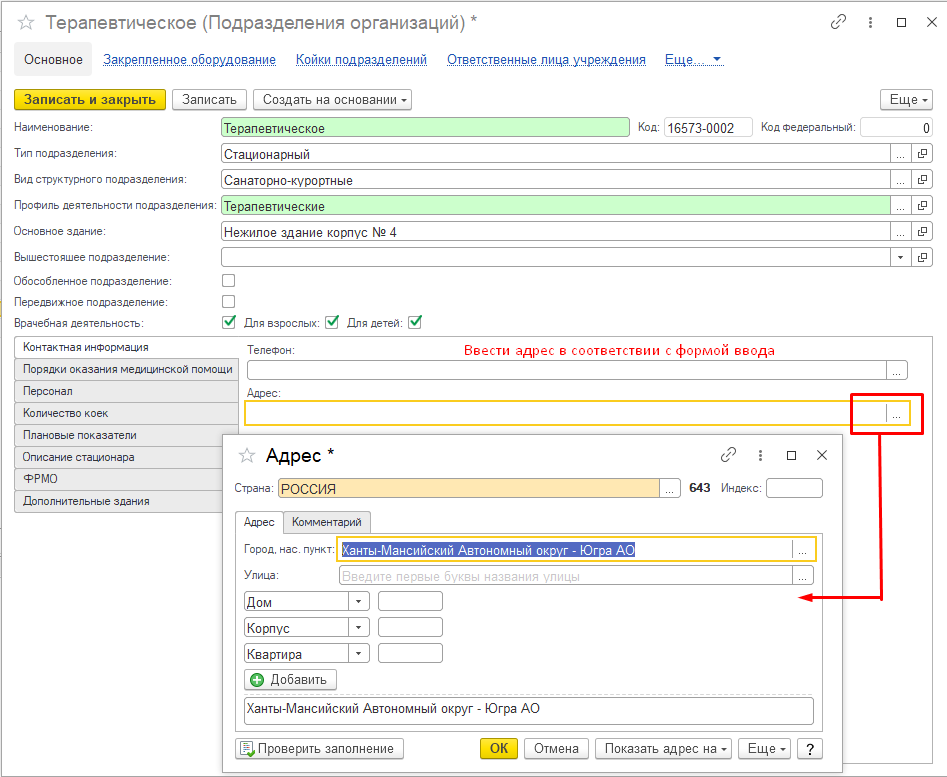 Терапевтическое (Подразделения организаций) *
Основное Закрепленное оборудование Койки подразделений Ответственные лица учреждения Еще...
Записать и закрыть Записать Создать на основании Еще
Наименование: Терапевтическое Код: 16573-0002 Код федеральный: 0
Тип подразделения: Стационарный ...
Вид структурного подразделения: Санаторно-курортные ...
Профиль деятельности подразделения: Терапевтические ...
Основное здание: Нежилое здание корпус № 4 ...
Вышестоящее подразделение:
Обособленное подразделение:
Передвижное подразделение:
Врачебная деятельность: Для взрослых: Для детей:
Контактная информация
Порядки оказания медицинской помощи
Персонал
Количество коек
Плановые показатели
Описание стационара
ФРМО
Дополнительные здания
Телефон: Ввести адрес в соответствии с формой ввода
...
Адрес:
...
Адрес *
Страна: РОССИЯ ... 643 Индекс:
Адрес Комментарий
Город, нас. пункт: Ханты-Мансийский Автономный округ - Югра АО ...
Улица: Введите первые буквы названия улицы ...
Дом
Корпус
Квартира
Добавить
Ханты-Мансийский Автономный округ - Югра АО
Проверить заполнение ОК Отмена Показать адрес на Еще ?